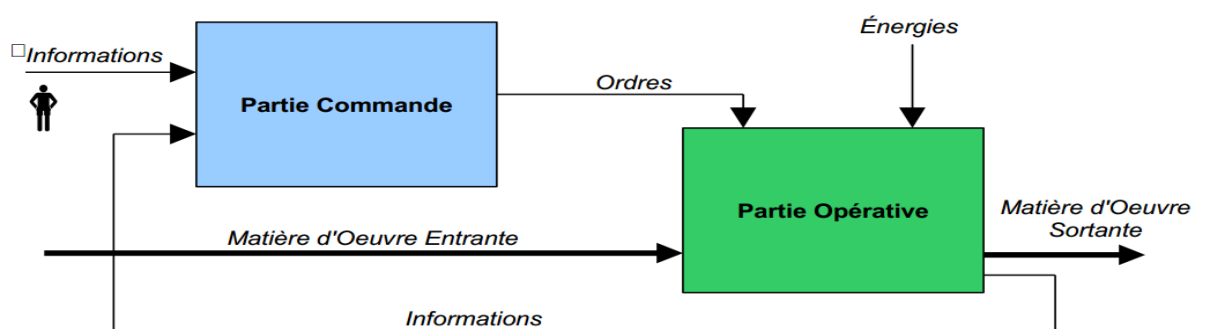 Énergies
Informations
Ordres
Partie Commande
Partie Opérative
Matière d'Oeuvre
Sortante
Matière d'Oeuvre Entrante
Informations